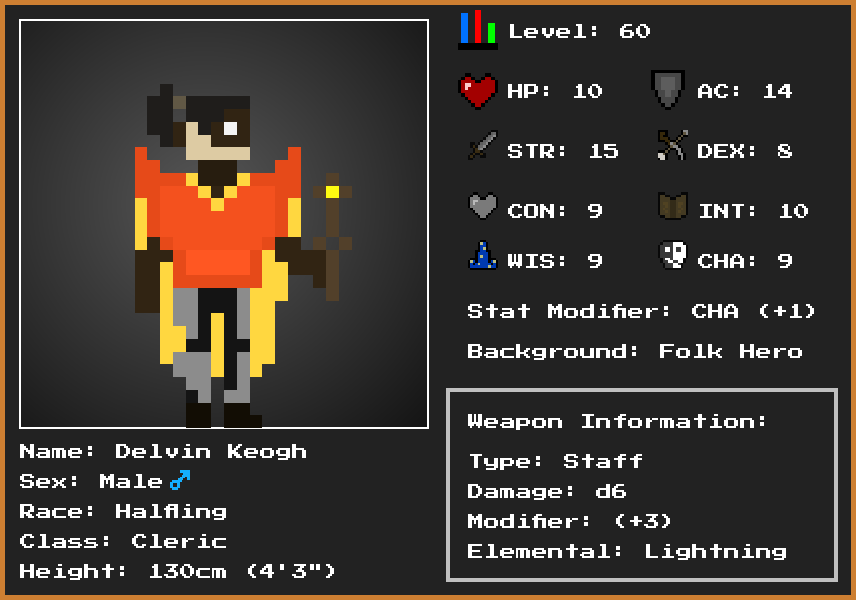 Level: 60
HP: 10
AC: 14
STR: 15
DEX: 8
CON: 9
INT: 10
WIS: 9
CHA: 9
Stat Modifier: CHA (+1)
Background: Folk Hero
Weapon Information:
Type: Staff
Damage: d6
Modifier: (+3)
Elemental: Lightning
Name: Delvin Keogh
Sex: Male ♂
Race: Halfling
Class: Cleric
Height: 130cm (4'3")